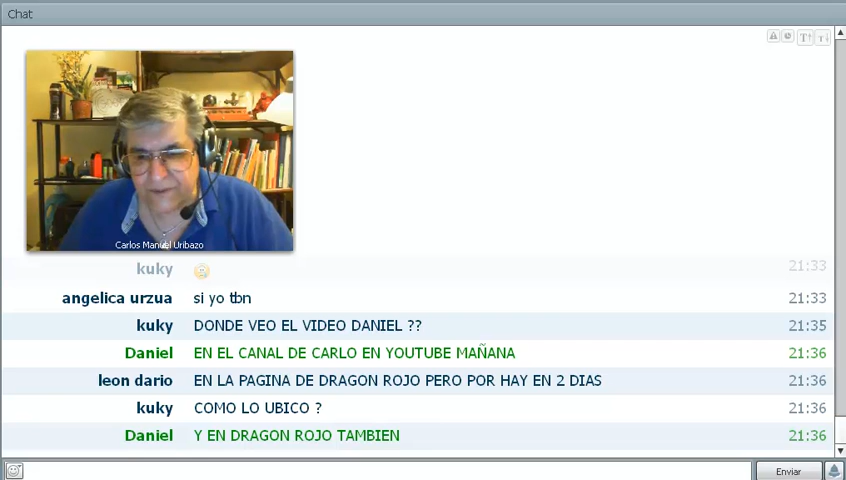 Chat
Carlos Manuel Uribazo
kuky 21:33
angelica urzua si yo tbn 21:33
kuky DONDE VEO EL VIDEO DANIEL ?? 21:35
Daniel EN EL CANAL DE CARLO EN YOUTUBE MAÑANA 21:36
leon dario EN LA PAGINA DE DRAGON ROJO PERO POR HAY EN 2 DIAS 21:36
kuky COMO LO UBICO ? 21:36
Daniel Y EN DRAGON ROJO TAMBIEN 21:36
Enviar